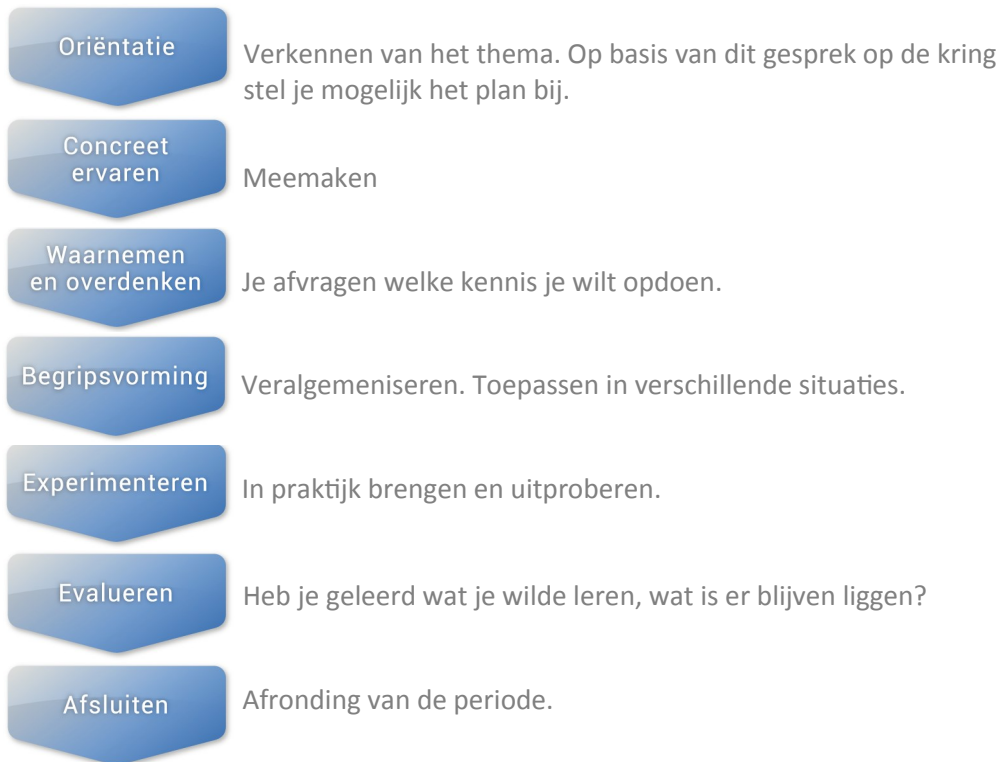 Oriëntatie
Verkennen van het thema. Op basis van dit gesprek op de kring
stel je mogelijk het plan bij.
Concreet
ervaren
Meemaken
Waarnemen
en overdenken
Je afvragen welke kennis je wilt opdoen.
Begripsvorming
Veralgemeniseren. Toepassen in verschillende situaties.
Experimenteren
In praktijk brengen en uitproberen.
Evalueren
Heb je geleerd wat je wilde leren, wat is er blijven liggen?
Afsluiten
Afronding van de periode.